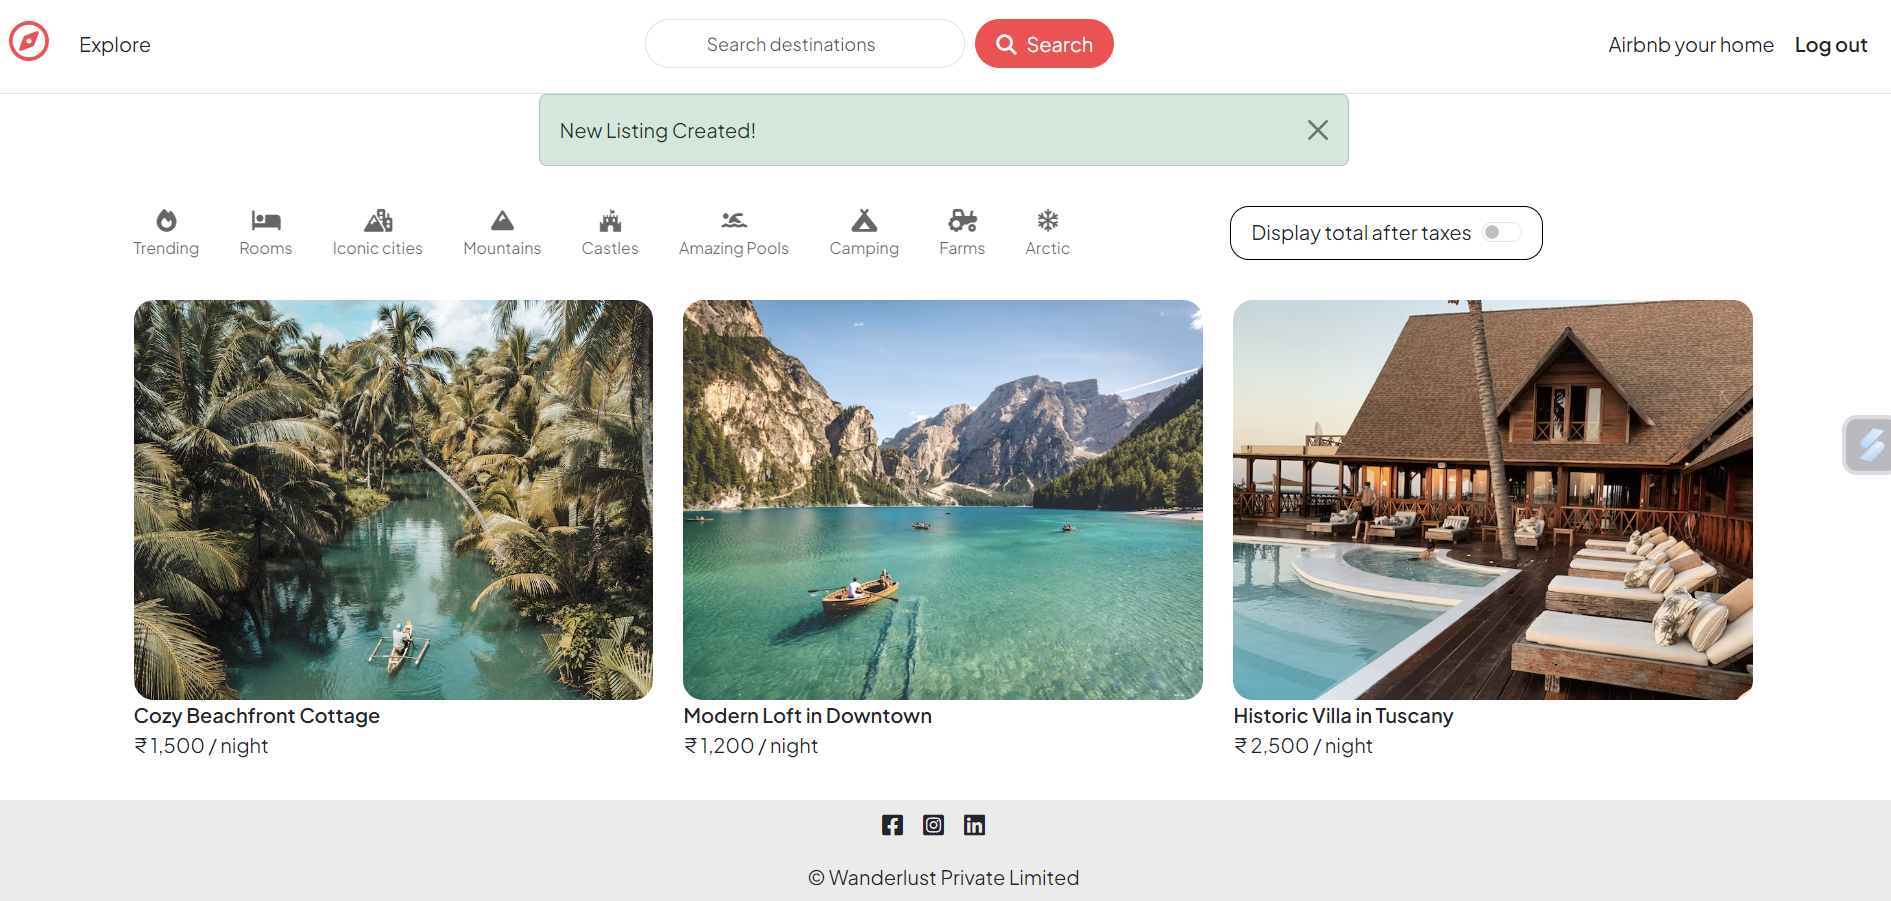 Explore
Search destinations
Search
Airbnb your home
Log out
New Listing Created!
Trending
Rooms
Iconic cities
Mountains
Castles
Amazing Pools
Camping
Farms
Arctic
Display total after taxes
Cozy Beachfront Cottage
₹ 1,500 / night
Modern Loft in Downtown
₹ 1,200 / night
Historic Villa in Tuscany
₹ 2,500 / night
© Wanderlust Private Limited